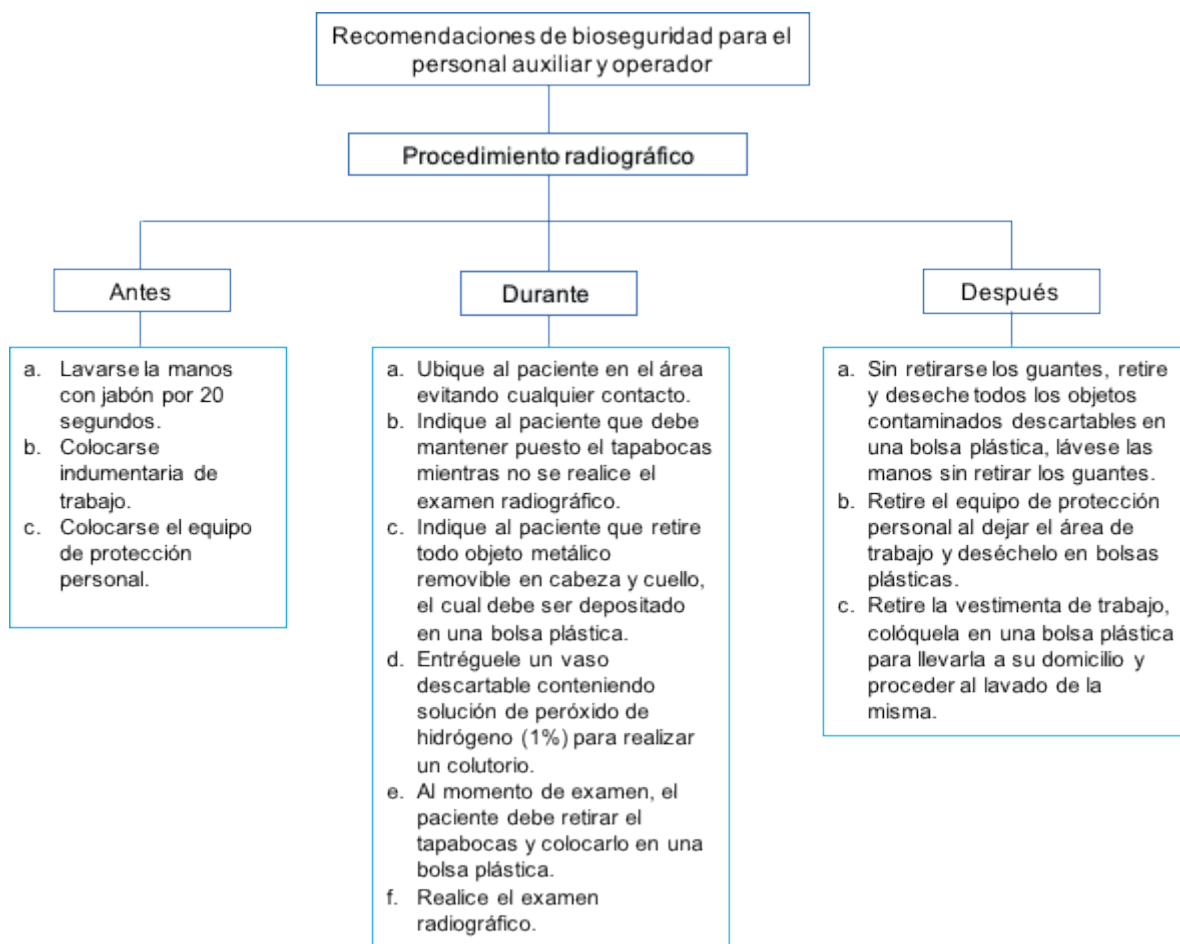 Recomendaciones de bioseguridad para el
personal auxiliar y operador
Procedimiento radiográfico
Antes
a. Lavarse la manos
con jabón por 20
segundos.
b. Colocarse
indumentaria de
trabajo.
c. Colocarse el equipo
de protección
personal.
Durante
a. Ubique al paciente en el área
evitando cualquier contacto.
b. Indique al paciente que debe
mantener puesto el tapabocas
mientras no se realice el
examen radiográfico.
c. Indique al paciente que retire
todo objeto metálico
removible en cabeza y cuello,
el cual debe ser depositado
en una bolsa plástica.
d. Entréguele un vaso
descartable conteniendo
solución de peróxido de
hidrógeno (1%) para realizar
un colutorio.
e. Al momento de examen, el
paciente debe retirar el
tapabocas y colocarlo en una
bolsa plástica.
f. Realice el examen
radiográfico.
Después
a. Sin retirarse los guantes, retire
y deseche todos los objetos
contaminados descartables en
una bolsa plástica, lávese las
manos sin retirar los guantes.
b. Retire el equipo de protección
personal al dejar el área de
trabajo y deséchelo en bolsas
plásticas.
c. Retire la vestimenta de trabajo,
colóquela en una bolsa plástica
para llevarla a su domicilio y
proceder al lavado de la
misma.